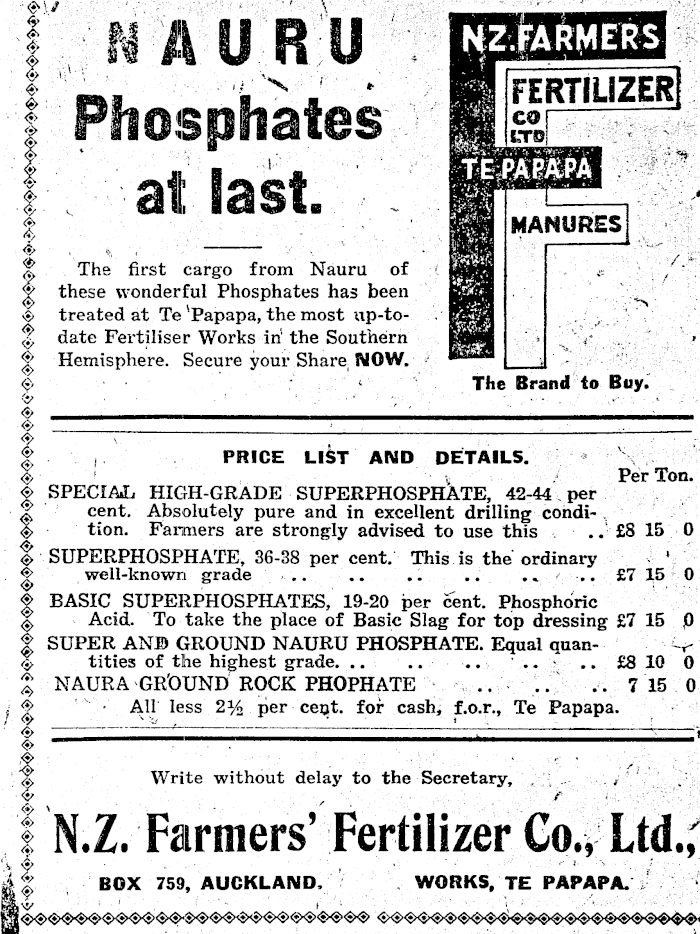 NAURU
Phosphates
at last.
The first cargo from Nauru of
these wonderful Phosphates has been
treated at Te Papapa, the most up-to-
date Fertiliser Works in the Southern
Hemisphere. Secure your Share NOW.
N.Z. FARMERS
FERTILIZER
CO
LTD
TE PAPAPA
MANURES
The Brand to Buy.
PRICE LIST AND DETAILS.
Per Ton.
SPECIAL HIGH-GRADE SUPERPHOSPHATE, 42-44 per
cent. Absolutely pure and in excellent drilling condi-
tion. Farmers are strongly advised to use this .. £8 15 0
SUPERPHOSPHATE, 36-38 per cent. This is the ordinary
well-known grade .. .. .. .. .. .. £7 15 0
BASIC SUPERPHOSPHATES, 19-20 per cent. Phosphoric
Acid. To take the place of Basic Slag for top dressing £7 15 0
SUPER AND GROUND NAURU PHOSPHATE. Equal quan-
tities of the highest grade. .. .. .. .. .. £8 10 0
NAURA GROUND ROCK PHOPHATE .. .. .. 7 15 0
All less 2½ per cent. for cash, f.o.r., Te Papapa.
Write without delay to the Secretary,
N.Z. Farmers' Fertilizer Co., Ltd.,
BOX 759, AUCKLAND. WORKS, TE PAPAPA.